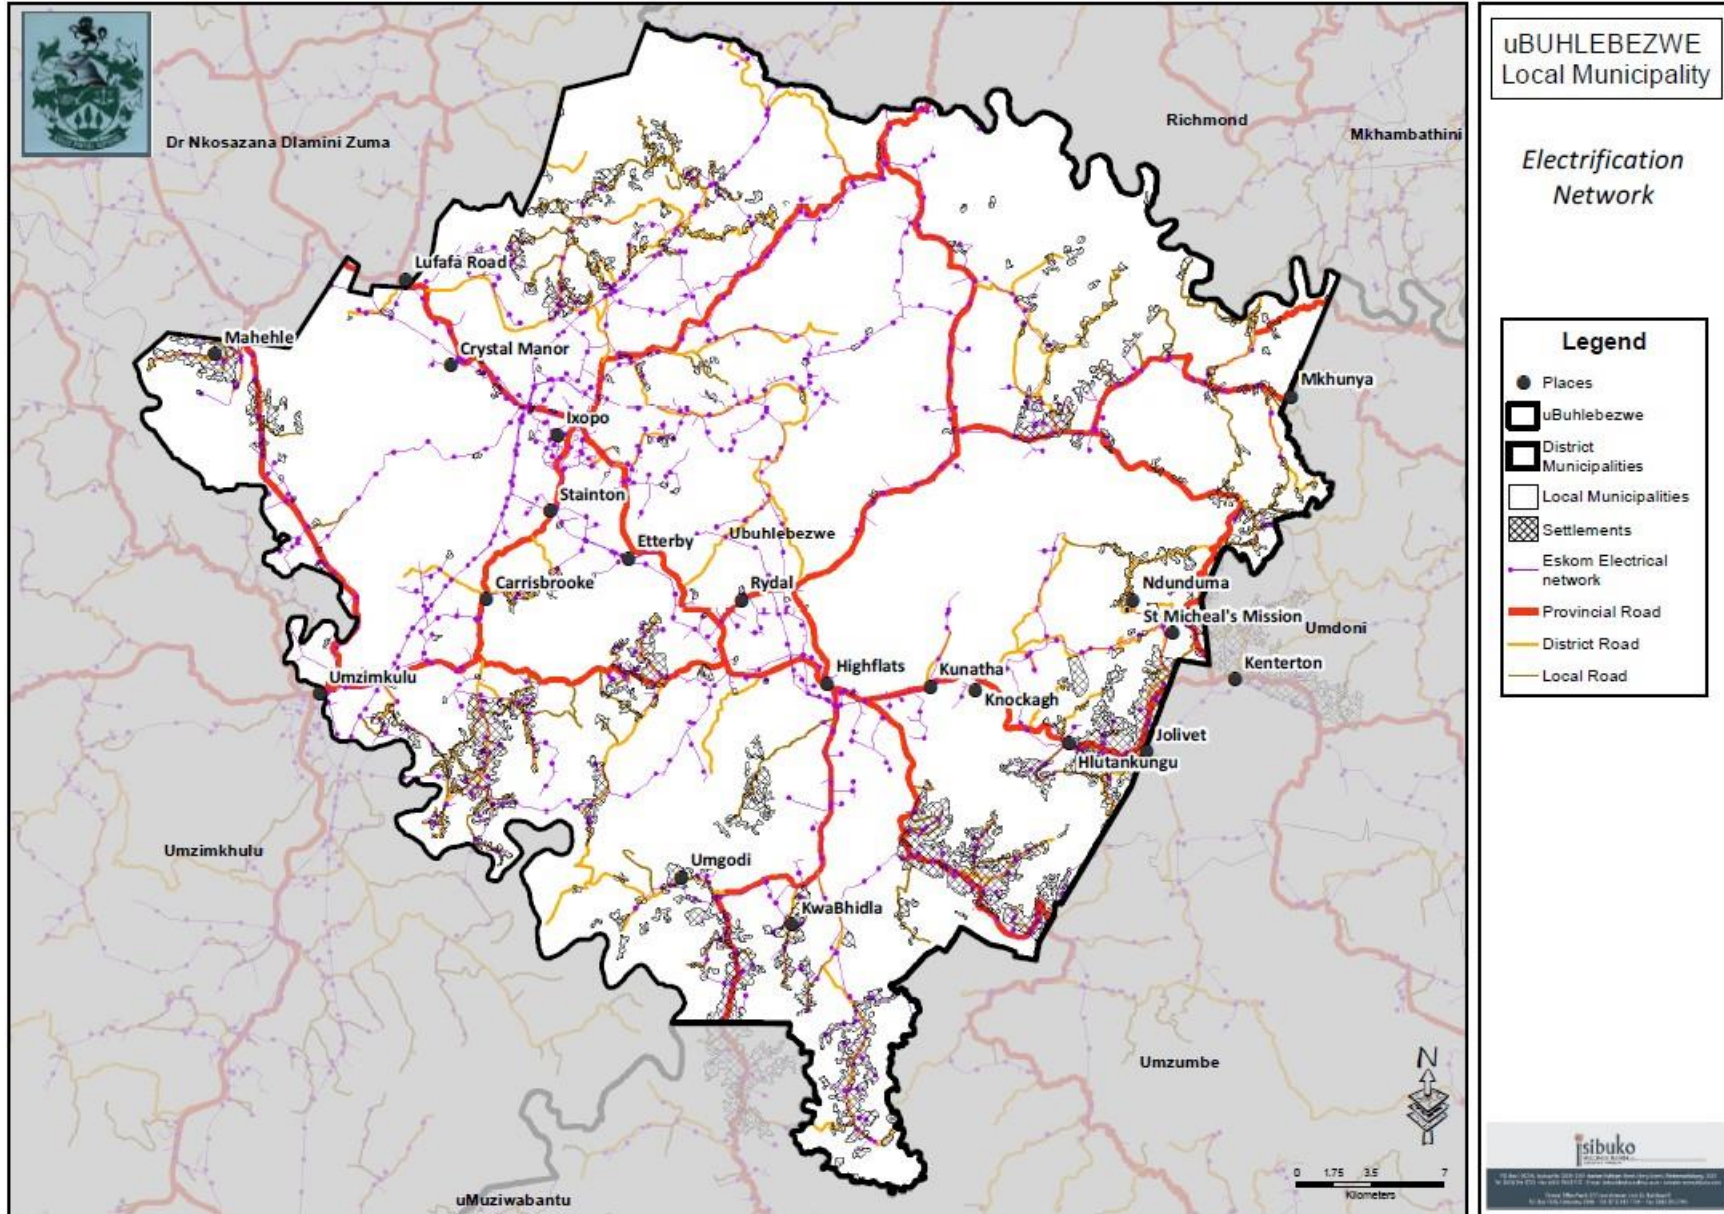 uBUHLEBEZWE
Local Municipality
Electrification
Network
Legend
Places
uBuhlebezwe
District
Municipalities
Local Municipalities
Settlements
Eskom Electrical
network
Provincial Road
District Road
Local Road
Dr Nkosazana Dlamini Zuma
Richmond
Mkhambathini
Lufafa Road
Mahehle
Crystal Manor
Mkhunya
Ixopo
Stainton
Etterby
Ubuhlebezwe
Carrisbrooke
Rydal
Ndunduma
St Micheal's Mission
Umdoni
Kenterton
Umzimkulu
Highflats
Kunatha
Knockagh
Jolivet
Hlutankungu
Umzimkhulu
Umgodi
KwaBhidla
Umzumbe
uMuziwabantu
N
0 1.75 3.5 7
Kilometers
isibuko